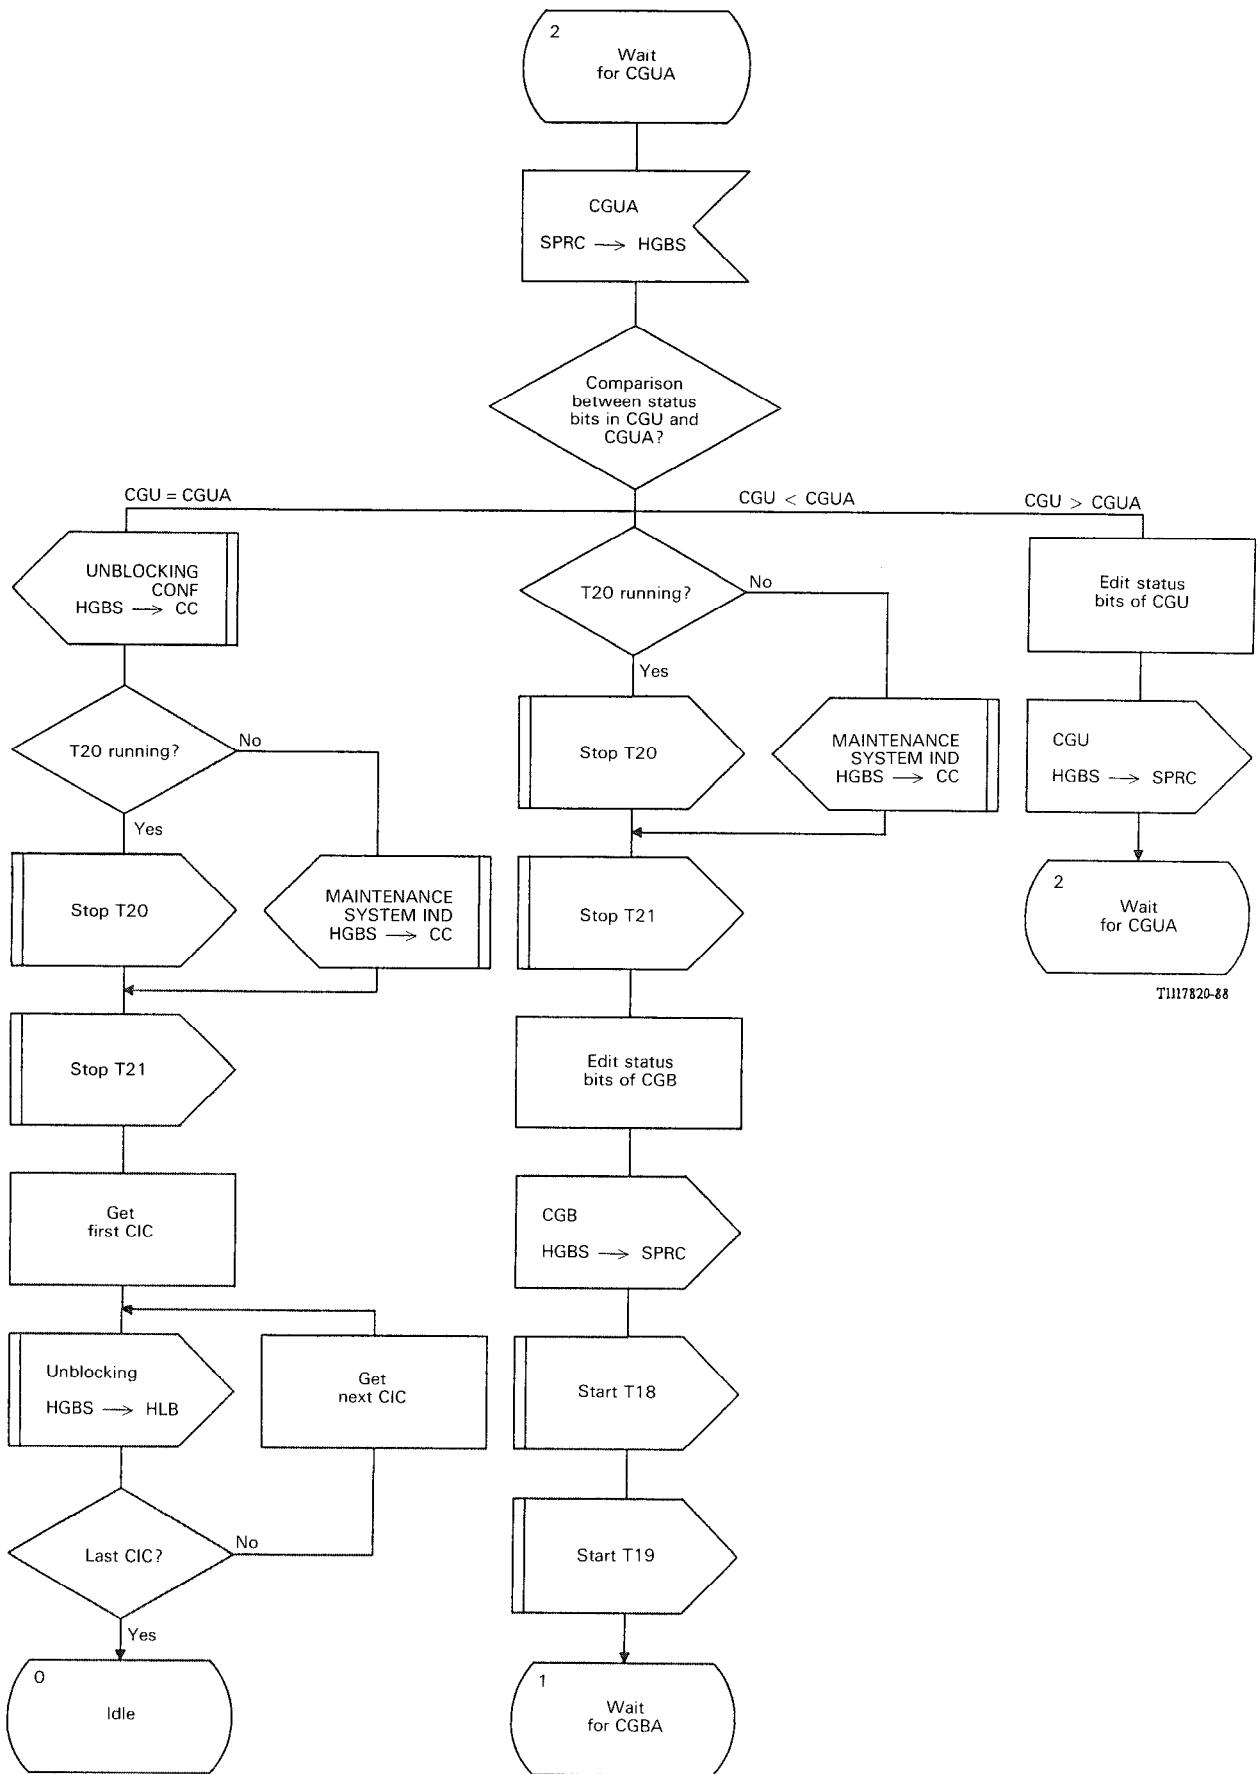 2
Wait
for CGUA
CGUA
SPRC → HGBS
Comparison
between status
bits in CGU and
CGUA?
CGU = CGUA
CGU < CGUA
CGU > CGUA
UNBLOCKING
CONF
HGBS → CC
T20 running?
No
Yes
Stop T20
MAINTENANCE
SYSTEM IND
HGBS → CC
Stop T21
Get
first CIC
Unblocking
HGBS → HLB
Get
next CIC
Last CIC?
No
Yes
0
Idle
T20 running?
No
Yes
Stop T20
MAINTENANCE
SYSTEM IND
HGBS → CC
Stop T21
Edit status
bits of CGB
CGB
HGBS → SPRC
Start T18
Start T19
1
Wait
for CGBA
Edit status
bits of CGU
CGU
HGBS → SPRC
2
Wait
for CGUA
T1117820-88